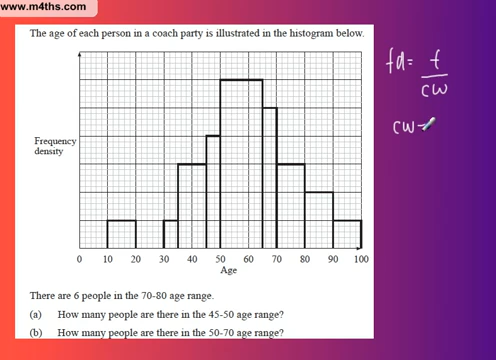 www.m4ths.com
The age of each person in a coach party is illustrated in the histogram below.
fd = f
cw
cw
Frequency
density
0 10 20 30 40 50 60 70 80 90 100
Age
There are 6 people in the 70-80 age range.
(a) How many people are there in the 45-50 age range?
(b) How many people are there in the 50-70 age range?